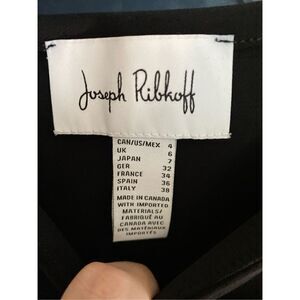 Joseph Ribkoff
CAN/US/MEX 4
UK 6
JAPAN 7
GER 32
FRANCE 34
SPAIN 36
ITALY 38
MADE IN CANADA
WITH IMPORTED
MATERIALS/
FABRIQUÉ AU
CANADA AVEC
DES MATÉRIAUX
IMPORTÉS